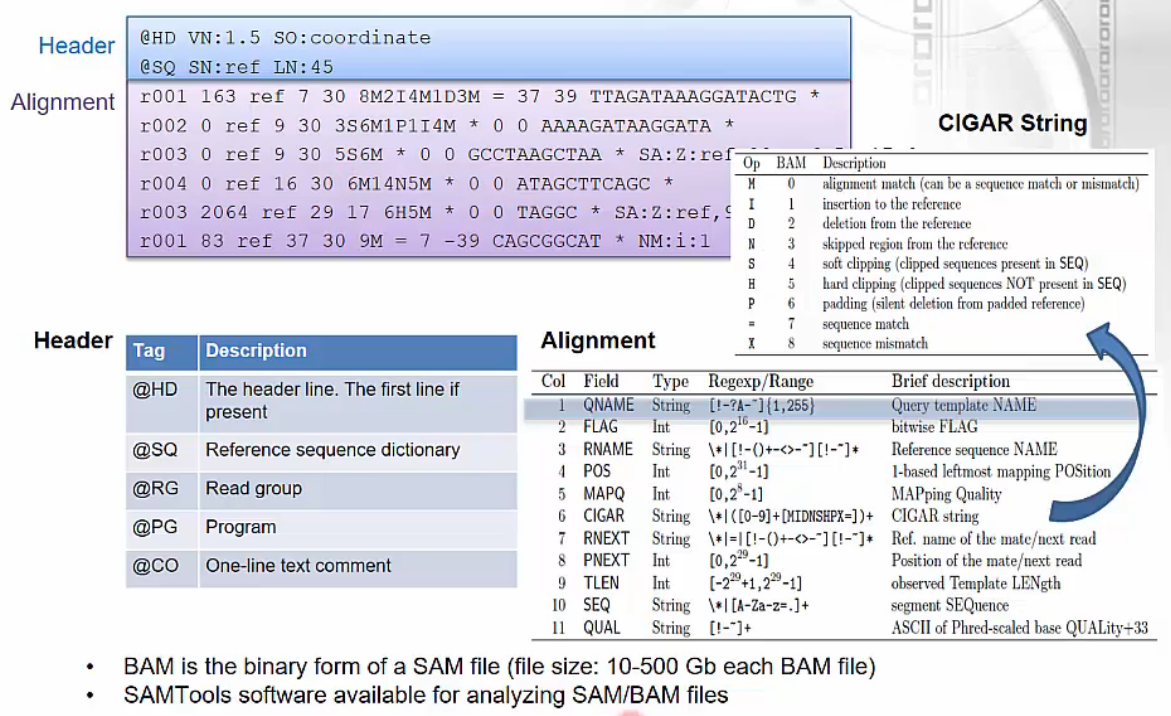 Header
@HD VN:1.5 SO:coordinate
@SQ SN:ref LN:45
Alignment
r001 163 ref 7 30 8M2I4M1D3M = 37 39 TTAGATAAAGGATACTG *
r002 0 ref 9 30 3S6M1P1I4M * 0 0 AAAAGATAAGGATA *
r003 0 ref 9 30 5S6M * 0 0 GCCTAAGCTAA * SA:Z:ref
r004 0 ref 16 30 6M14N5M * 0 0 ATAGCTTCAGC *
r003 2064 ref 29 17 6H5M * 0 0 TAGGC * SA:Z:ref,9
r001 83 ref 37 30 9M = 7 -39 CAGCGGCAT * NM:i:1
CIGAR String
Op BAM Description
M 0 alignment match (can be a sequence match or mismatch)
I 1 insertion to the reference
D 2 deletion from the reference
N 3 skipped region from the reference
S 4 soft clipping (clipped sequences present in SEQ)
H 5 hard clipping (clipped sequences NOT present in SEQ)
P 6 padding (silent deletion from padded reference)
= 7 sequence match
X 8 sequence mismatch
Header
Tag Description
@HD The header line. The first line if
present
@SQ Reference sequence dictionary
@RG Read group
@PG Program
@CO One-line text comment
Alignment
Col Field Type Regexp/Range Brief description
1 QNAME String [!-?A-~]{1,255} Query template NAME
2 FLAG Int [0,2^16-1] bitwise FLAG
3 RNAME String \*|[!-()+-<>-~][!-~]* Reference sequence NAME
4 POS Int [0,2^31-1] 1-based leftmost mapping POSition
5 MAPQ Int [0,2^8-1] MAPping Quality
6 CIGAR String \*|([0-9]+[MIDNSHPX=])+ CIGAR string
7 RNEXT String \*|=|[!-()+-<>-~][!-~]* Ref. name of the mate/next read
8 PNEXT Int [0,2^29-1] Position of the mate/next read
9 TLEN Int [-2^29+1,2^29-1] observed Template LENgth
10 SEQ String \*|[A-Za-z=.]+ segment SEQuence
11 QUAL String [!-~]+ ASCII of Phred-scaled base QUALity+33
• BAM is the binary form of a SAM file (file size: 10-500 Gb each BAM file)
• SAMTools software available for analyzing SAM/BAM files